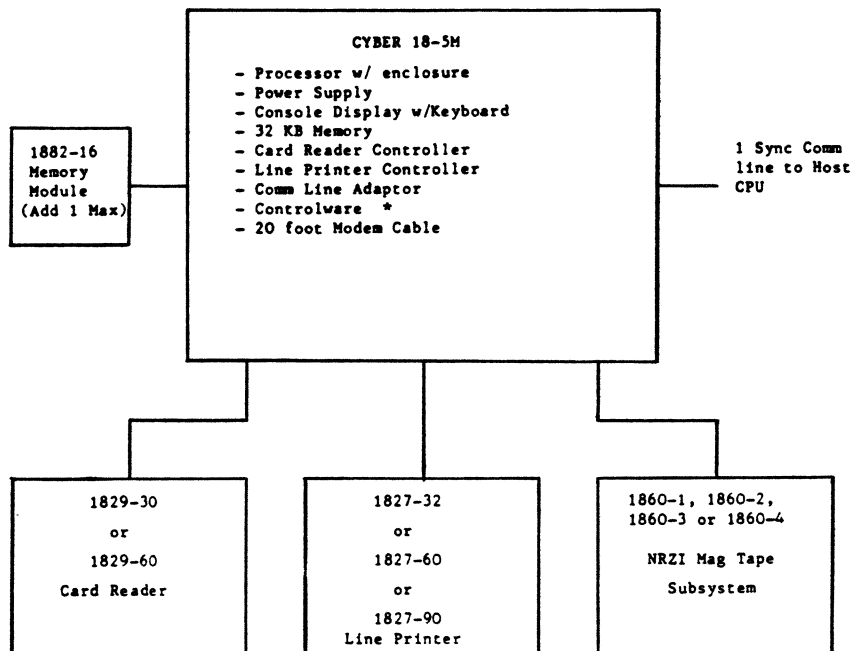 CYBER 18-5M
- Processor w/ enclosure
- Power Supply
- Console Display w/Keyboard
- 32 KB Memory
- Card Reader Controller
- Line Printer Controller
- Comm Line Adaptor
- Controlware *
- 20 foot Modem Cable
1882-16
Memory
Module
(Add 1 Max)
1 Sync Comm
line to Host
CPU
1829-30
or
1829-60
Card Reader
1827-32
or
1827-60
or
1827-90
Line Printer
1860-1, 1860-2,
1860-3 or 1860-4
NRZI Mag Tape
Subsystem